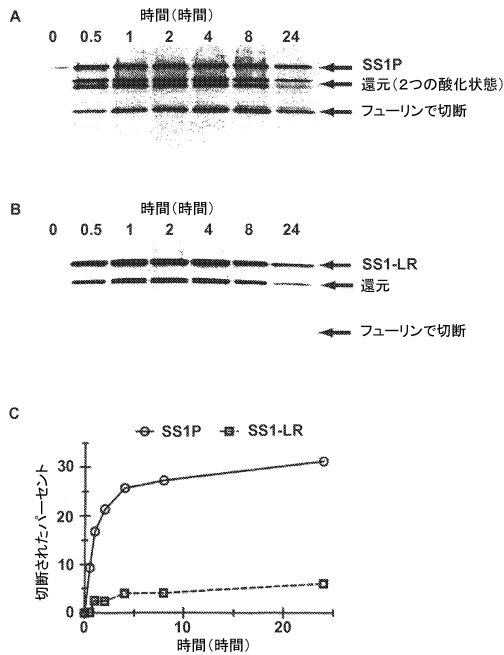 A
時間(時間)
0 0.5 1 2 4 8 24
SS1P
還元(2つの酸化状態)
フューリンで切断
B
時間(時間)
0 0.5 1 2 4 8 24
SS1-LR
還元
フューリンで切断
C
SS1P SS1-LR
切断されたパーセント
30
20
10
0
0 10 20
時間(時間)